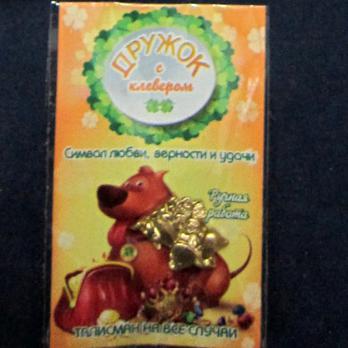 ДРУЖОК
с
клевером
Символ любви, верности и удачи
Ручная
работа
ТАЛИСМАН НА ВСЕ СЛУЧАИ